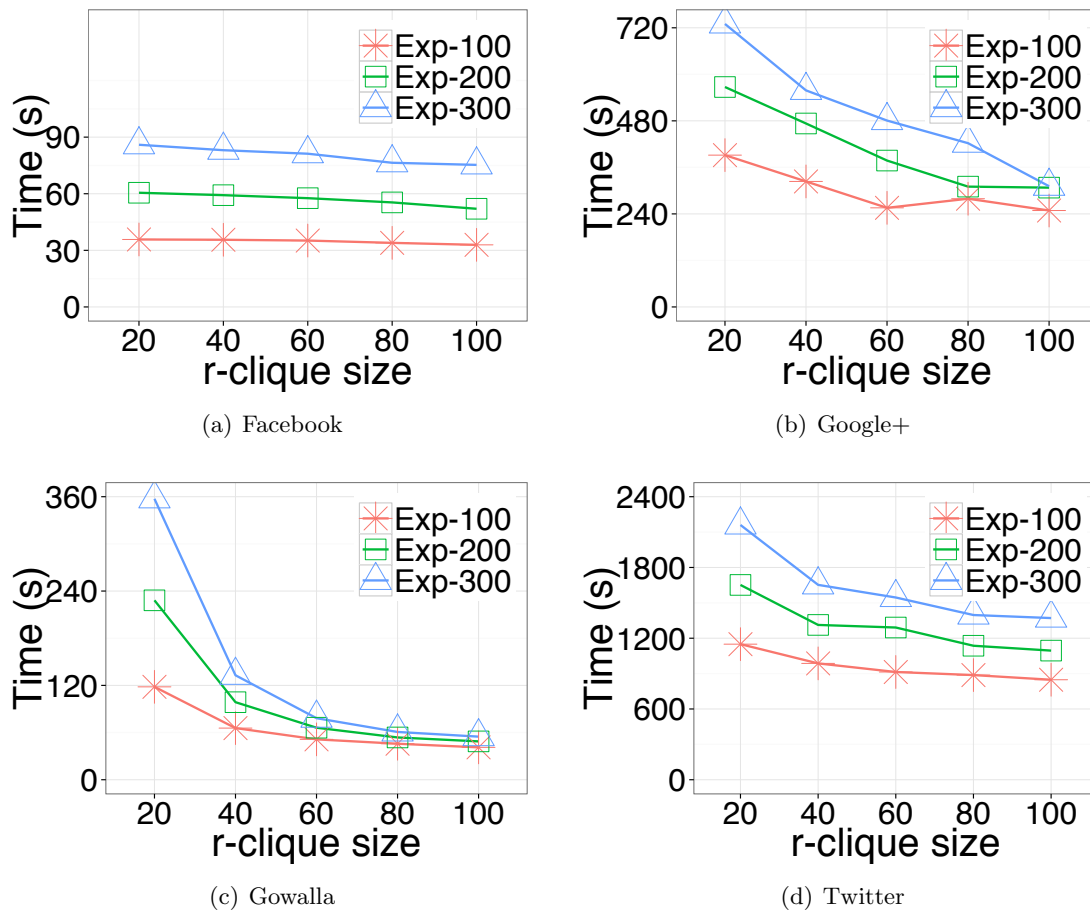 Exp-100
Exp-200
Exp-300
Time (s)
90
60
30
0
20 40 60 80 100
r-clique size
(a) Facebook
Exp-100
Exp-200
Exp-300
Time (s)
720
480
240
0
20 40 60 80 100
r-clique size
(b) Google+
Exp-100
Exp-200
Exp-300
Time (s)
360
240
120
0
20 40 60 80 100
r-clique size
(c) Gowalla
Exp-100
Exp-200
Exp-300
Time (s)
2400
1800
1200
600
0
20 40 60 80 100
r-clique size
(d) Twitter